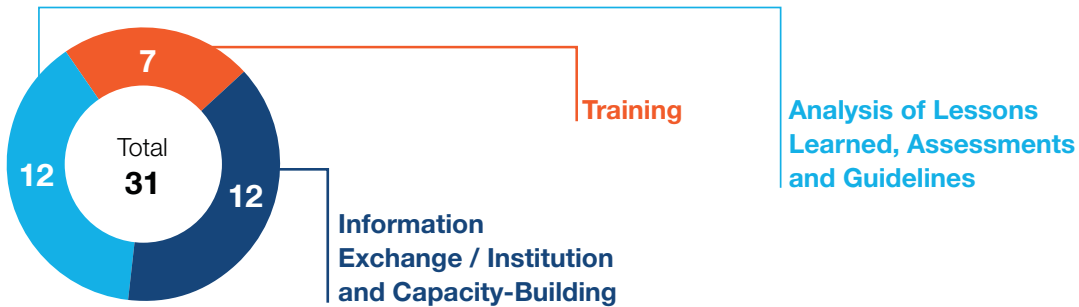 7
Total
31
12
12
Training
Analysis of Lessons
Learned, Assessments
and Guidelines
Information
Exchange / Institution
and Capacity-Building